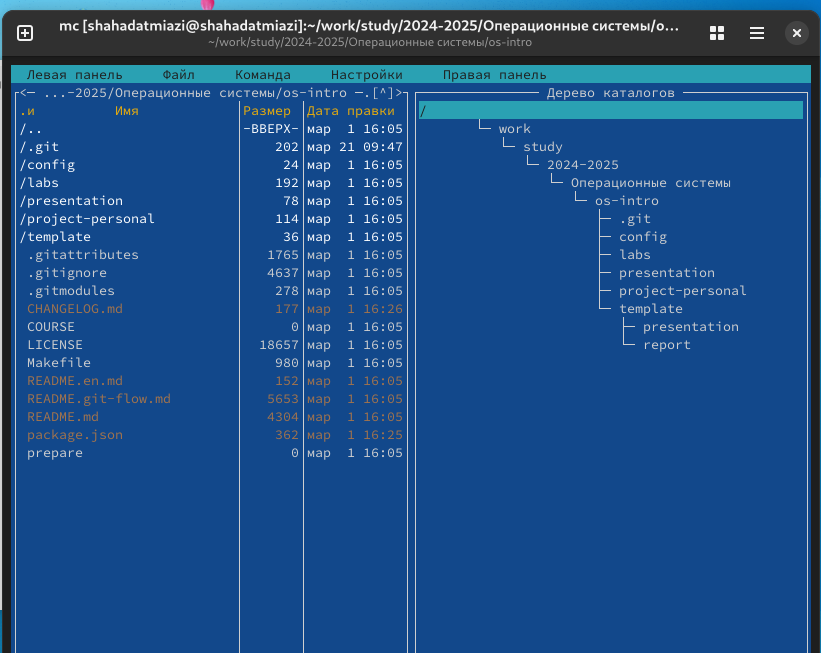 mc [shahadatmiazi@shahadatmiazi]:~/work/study/2024-2025/Операционные системы/о...
~/work/study/2024-2025/Операционные системы/os-intro
Левая панель Файл Команда Настройки Правая панель
<— ...-2025/Операционные системы/os-intro —.[^]>
.и Имя Размер Дата правки
/.. -ВВЕРХ- мар 1 16:05
/.git 202 мар 21 09:47
/config 24 мар 1 16:05
/labs 192 мар 1 16:05
/presentation 78 мар 1 16:05
/project-personal 114 мар 1 16:05
/template 36 мар 1 16:05
.gitattributes 1765 мар 1 16:05
.gitignore 4637 мар 1 16:05
.gitmodules 278 мар 1 16:05
CHANGELOG.md 177 мар 1 16:26
COURSE 0 мар 1 16:05
LICENSE 18657 мар 1 16:05
Makefile 980 мар 1 16:05
README.en.md 152 мар 1 16:05
README.git-flow.md 5653 мар 1 16:05
README.md 4304 мар 1 16:05
package.json 362 мар 1 16:25
prepare 0 мар 1 16:05
Дерево каталогов
/
work
study
2024-2025
Операционные системы
os-intro
.git
config
labs
presentation
project-personal
template
presentation
report